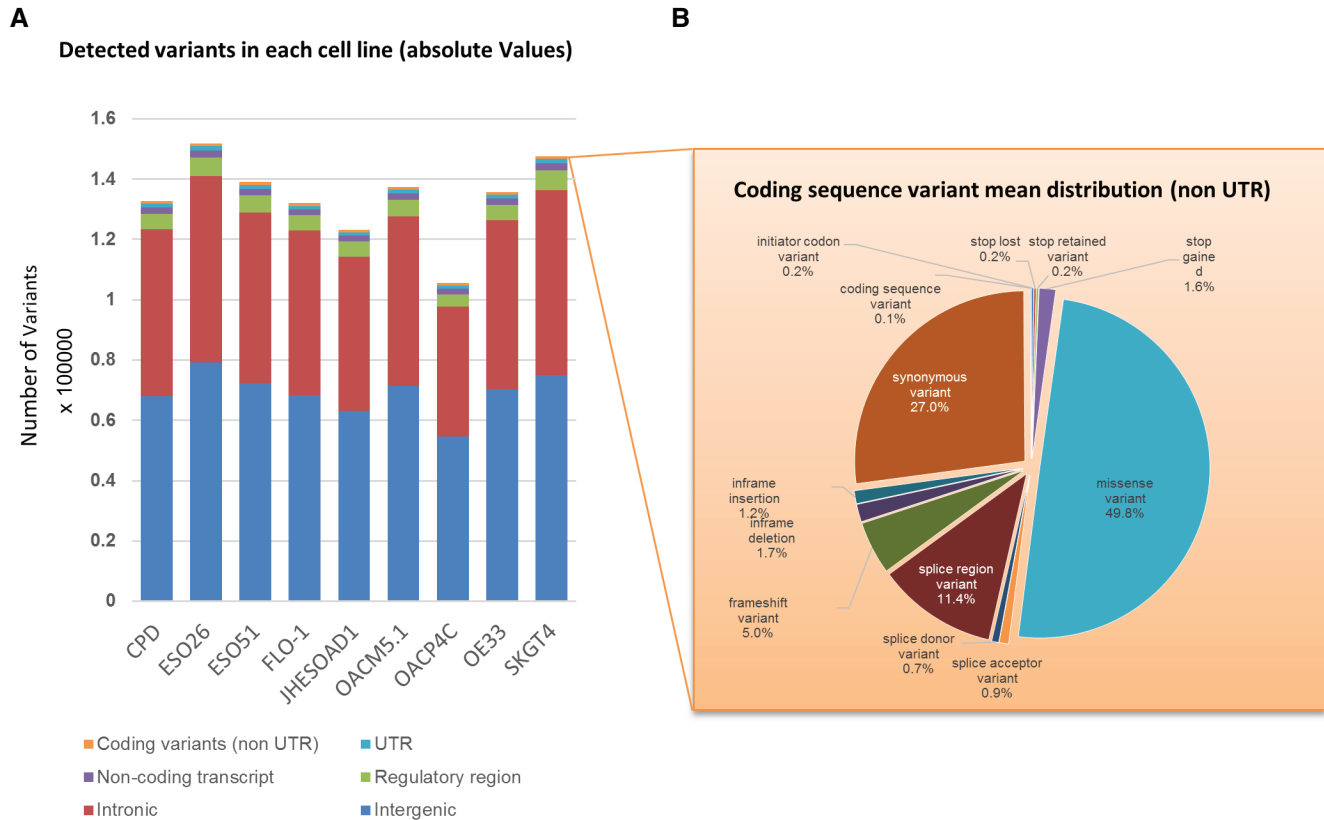 A
Detected variants in each cell line (absolute Values)
Number of Variants
x 100000
1.6
1.4
1.2
1
0.8
0.6
0.4
0.2
0
CPD
ESO26
ESO51
FLO-1
JHESOAD1
OACM5.1
OACP4C
OE33
SKGT4
Coding variants (non UTR)
UTR
Non-coding transcript
Regulatory region
Intronic
Intergenic
B
Coding sequence variant mean distribution (non UTR)
initiator codon
variant
0.2%
stop lost
0.2%
stop retained
variant
0.2%
stop
gaine
d
1.6%
coding sequence
variant
0.1%
synonymous
variant
27.0%
missense
variant
49.8%
inframe
insertion
1.2%
inframe
deletion
1.7%
frameshift
variant
5.0%
splice region
variant
11.4%
splice donor
variant
0.7%
splice acceptor
variant
0.9%